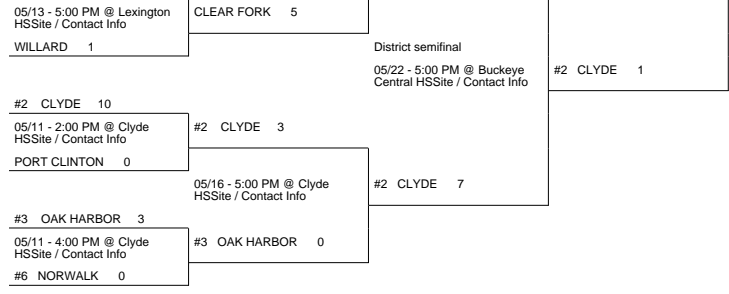 05/13 - 5:00 PM @ Lexington
HSSite / Contact Info
CLEAR FORK 5
WILLARD 1
District semifinal
05/22 - 5:00 PM @ Buckeye
Central HSSite / Contact Info
#2 CLYDE 1
#2 CLYDE 10
05/11 - 2:00 PM @ Clyde
HSSite / Contact Info
#2 CLYDE 3
PORT CLINTON 0
05/16 - 5:00 PM @ Clyde
HSSite / Contact Info
#2 CLYDE 7
#3 OAK HARBOR 3
05/11 - 4:00 PM @ Clyde
HSSite / Contact Info
#3 OAK HARBOR 0
#6 NORWALK 0